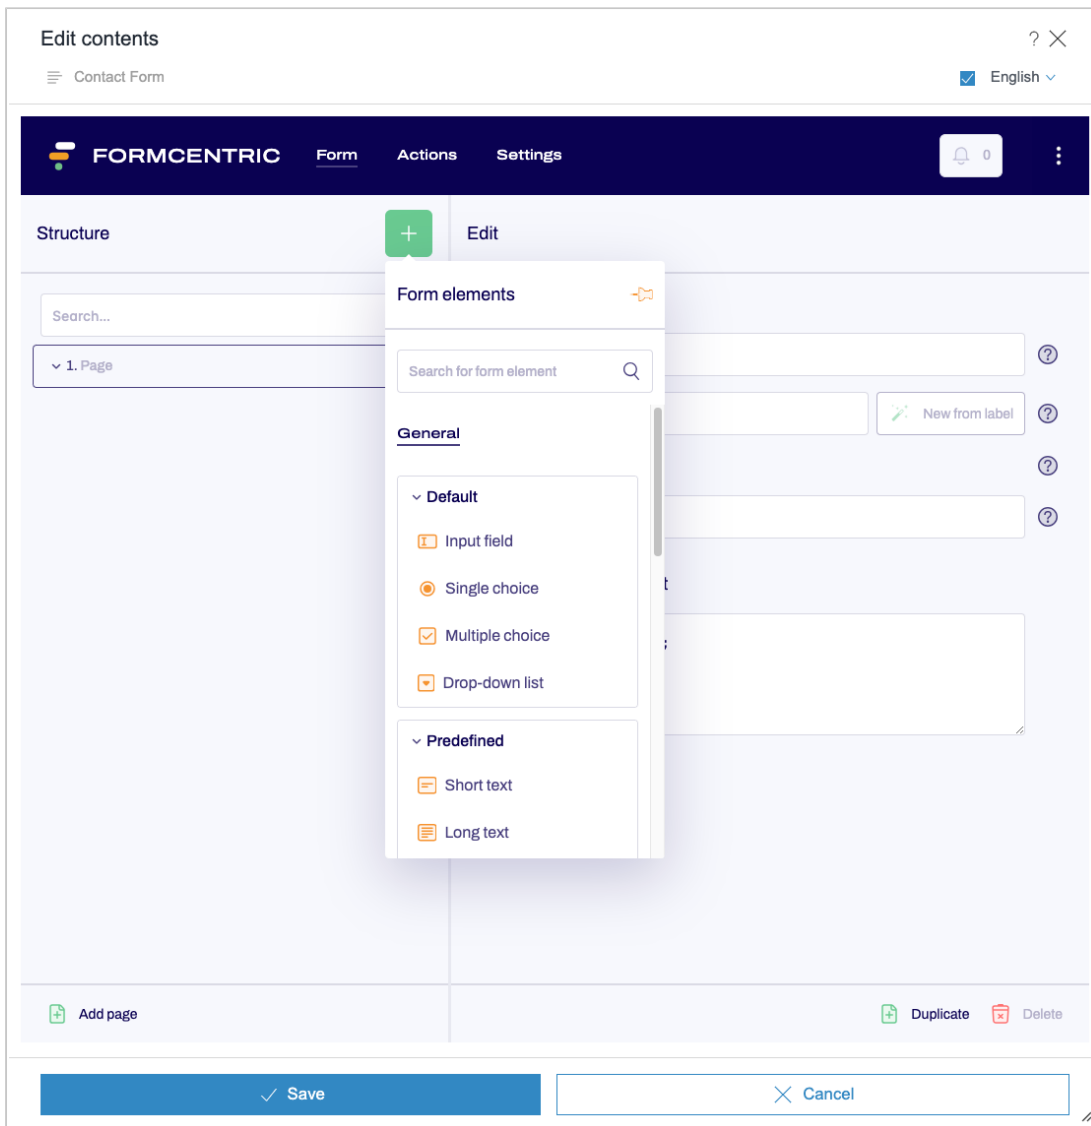 Edit contents
?
Contact Form
English
FORMCENTRIC
Form
Actions
Settings
0
Structure
+
Edit
Form elements
Search...
Search for form element
1. Page
?
New from label
?
General
?
Default
?
Input field
Single choice
t
Multiple choice
;
Drop-down list
Predefined
Short text
Long text
Add page
Duplicate
Delete
Save
Cancel